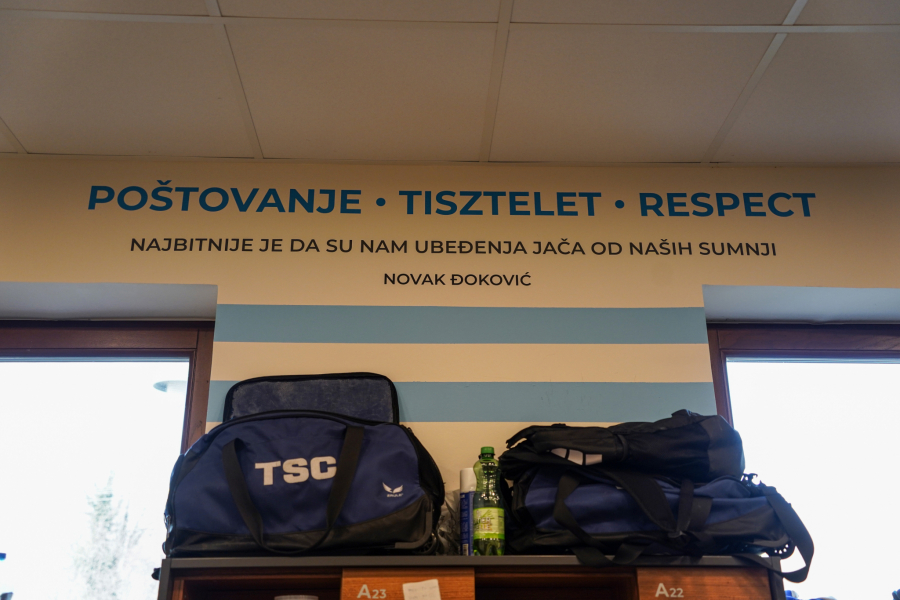 POŠTOVANJE • TISZTELET • RESPECT
NAJBITNIJE JE DA SU NAM UBEĐENJA JAČA OD NAŠIH SUMNJI
NOVAK ĐOKOVIĆ
TSC
A23
A22